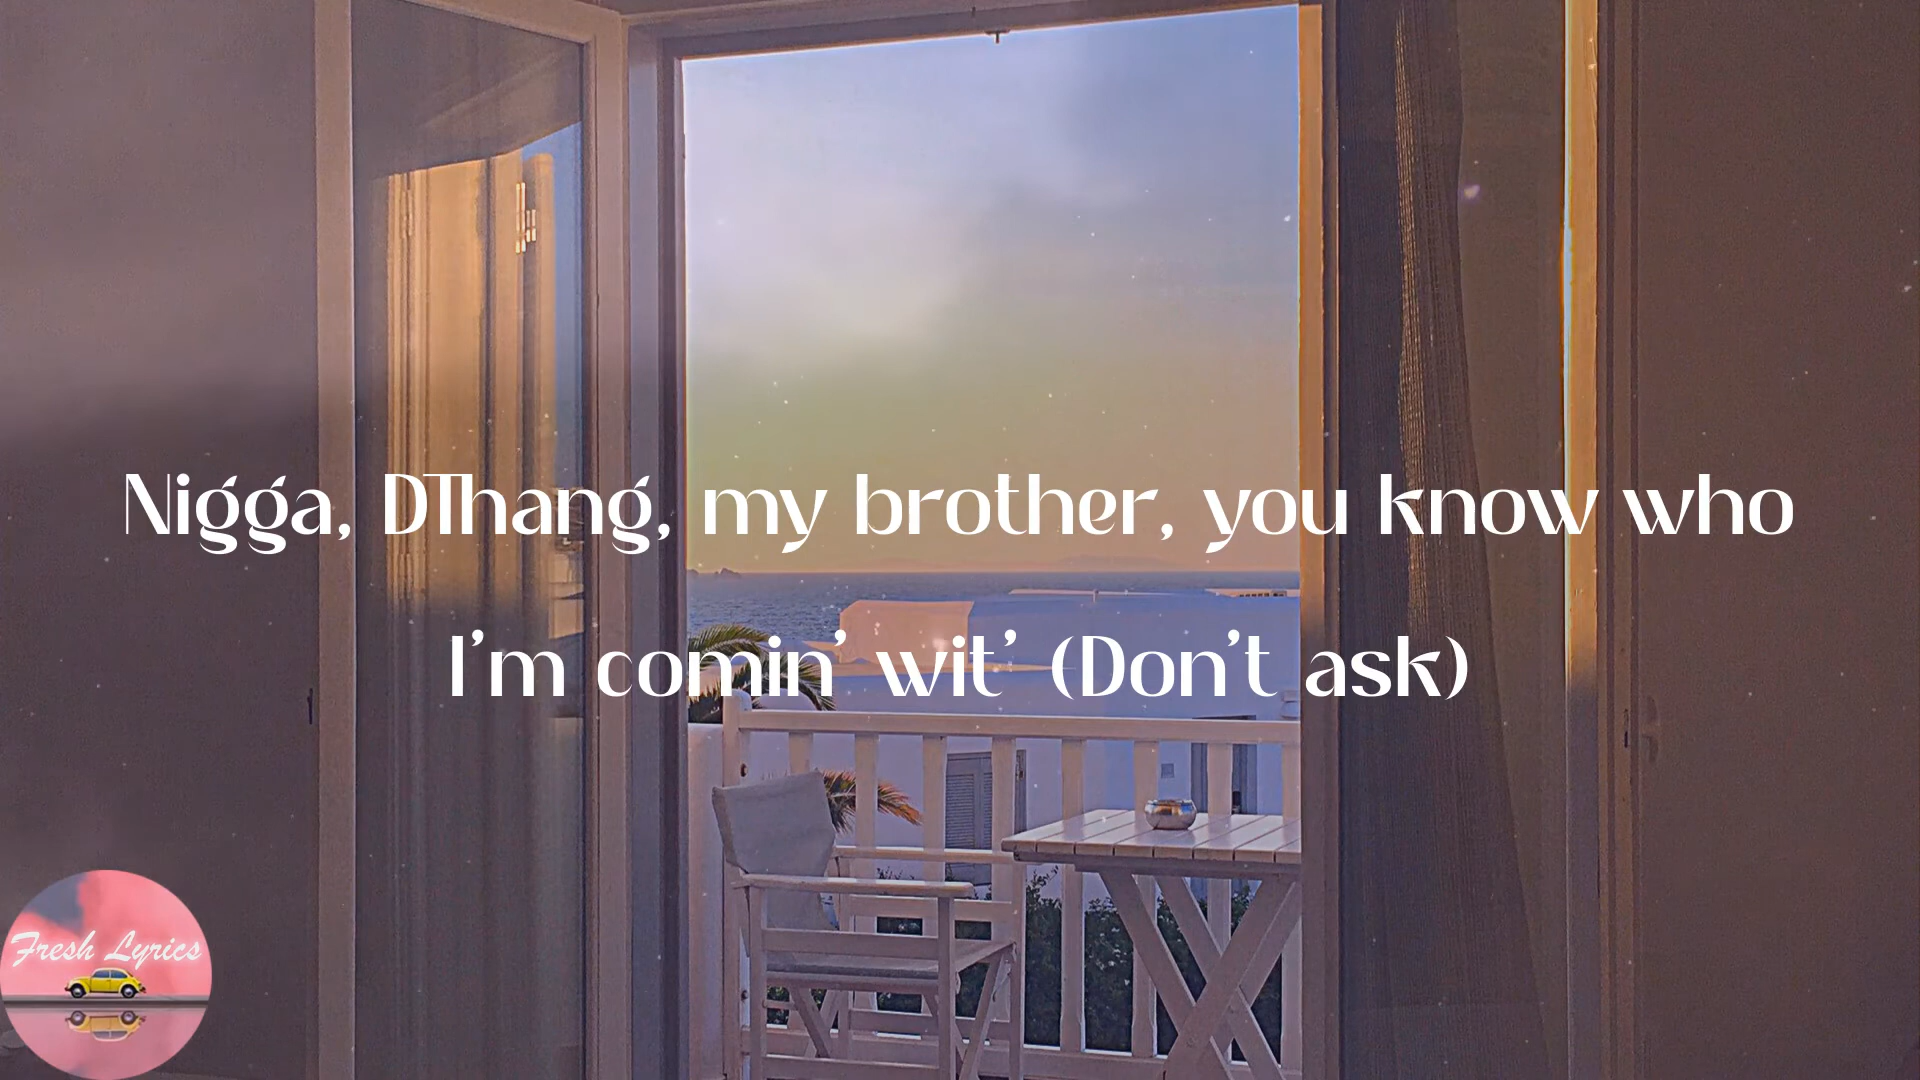 Nigga, DThang, my brother, you know who
I'm comin' wit' (Don't ask)
Fresh Lyrics